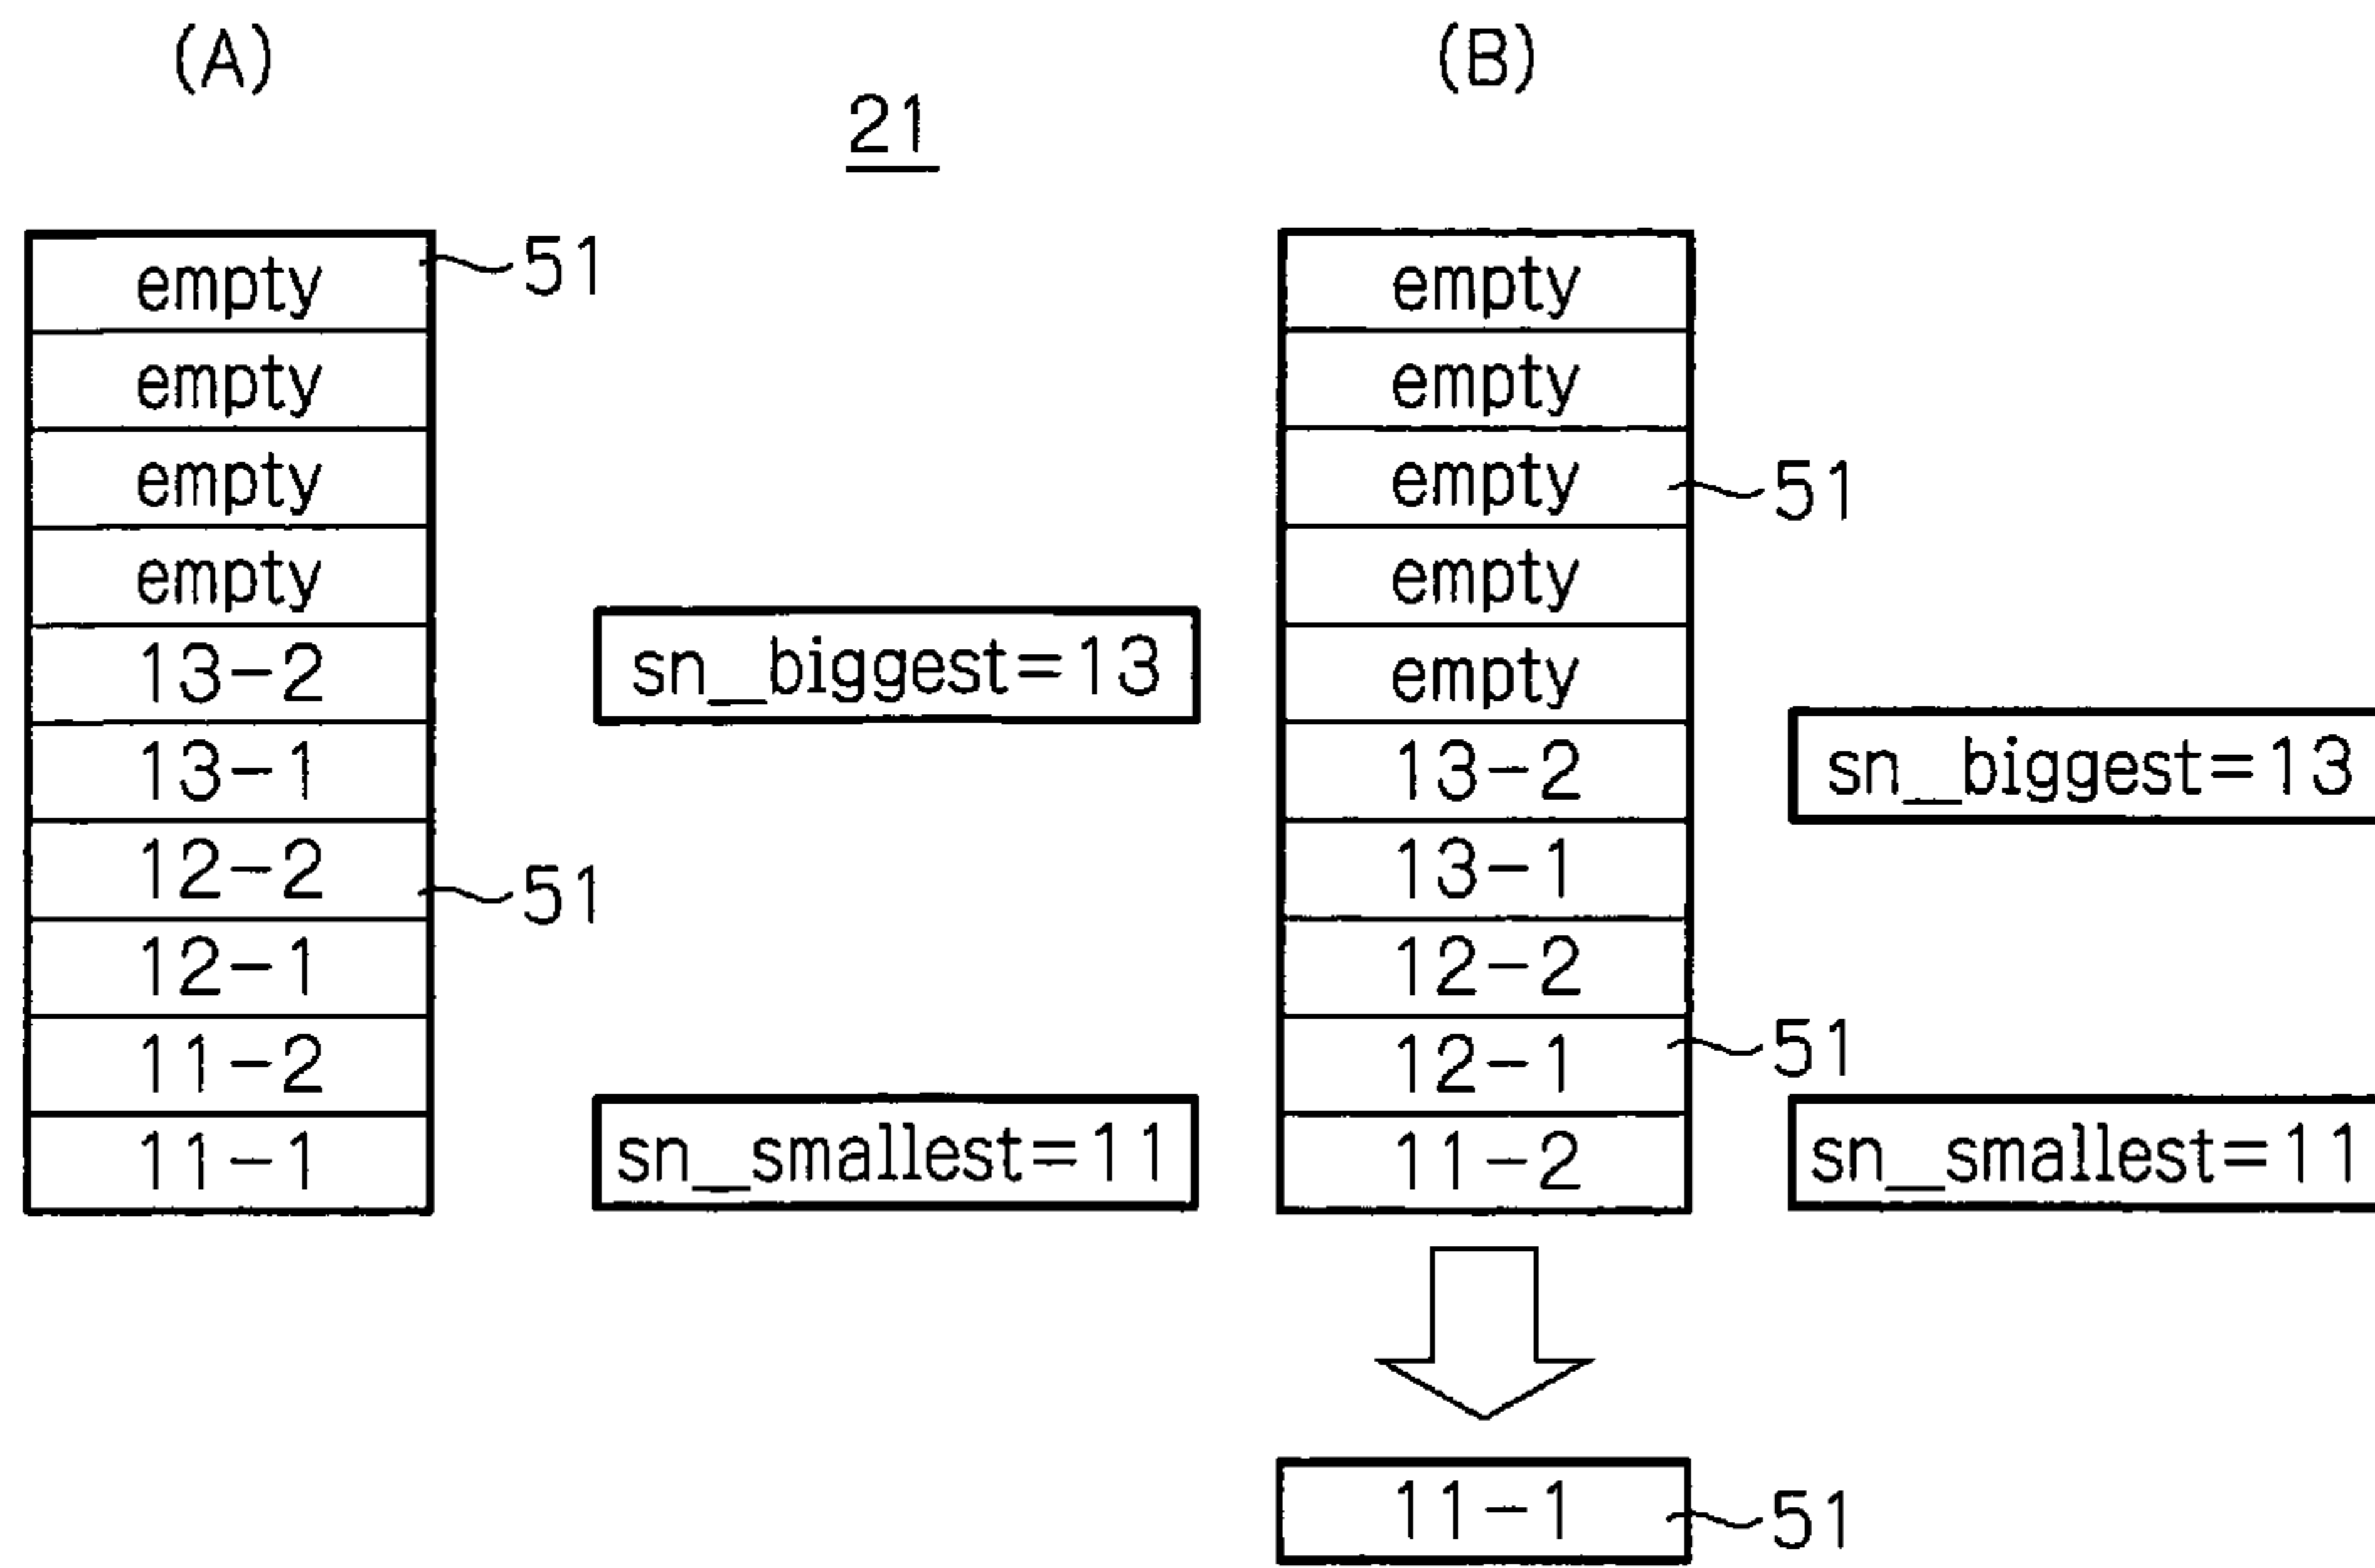 (A)
21
empty
51
empty
empty
empty
13-2
13-1
12-2
51
12-1
11-2
11-1
sn_biggest=13
sn_smallest=11
(B)
empty
empty
empty
51
empty
empty
13-2
13-1
12-2
12-1
51
11-2
sn_biggest=13
sn_smallest=11
11-1
51